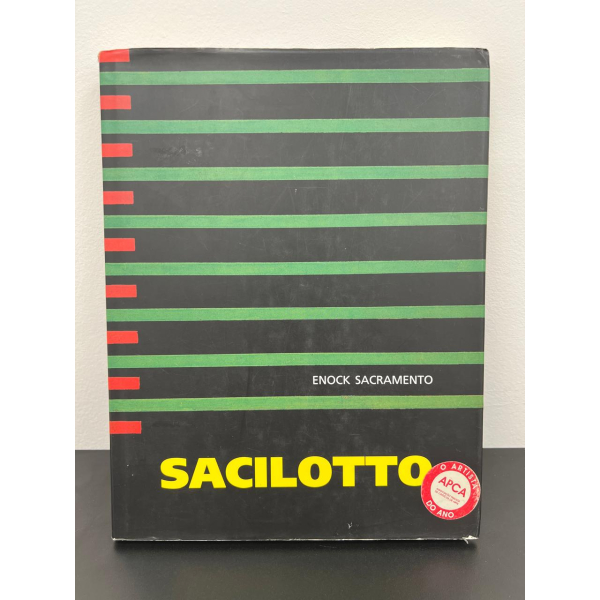 ENOCK SACRAMENTO
SACILOTTO
O ARTISTA
APCA
DO ANO